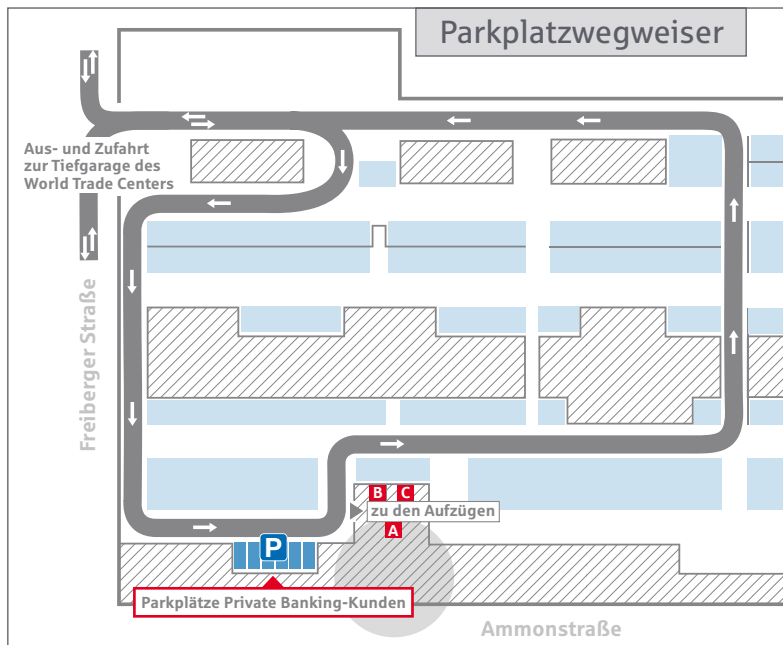 Parkplatzwegweiser
Aus- und Zufahrt
zur Tiefgarage des
World Trade Centers
Freiberger Straße
B C
zu den Aufzügen
A
P
Parkplätze Private Banking-Kunden
Ammonstraße